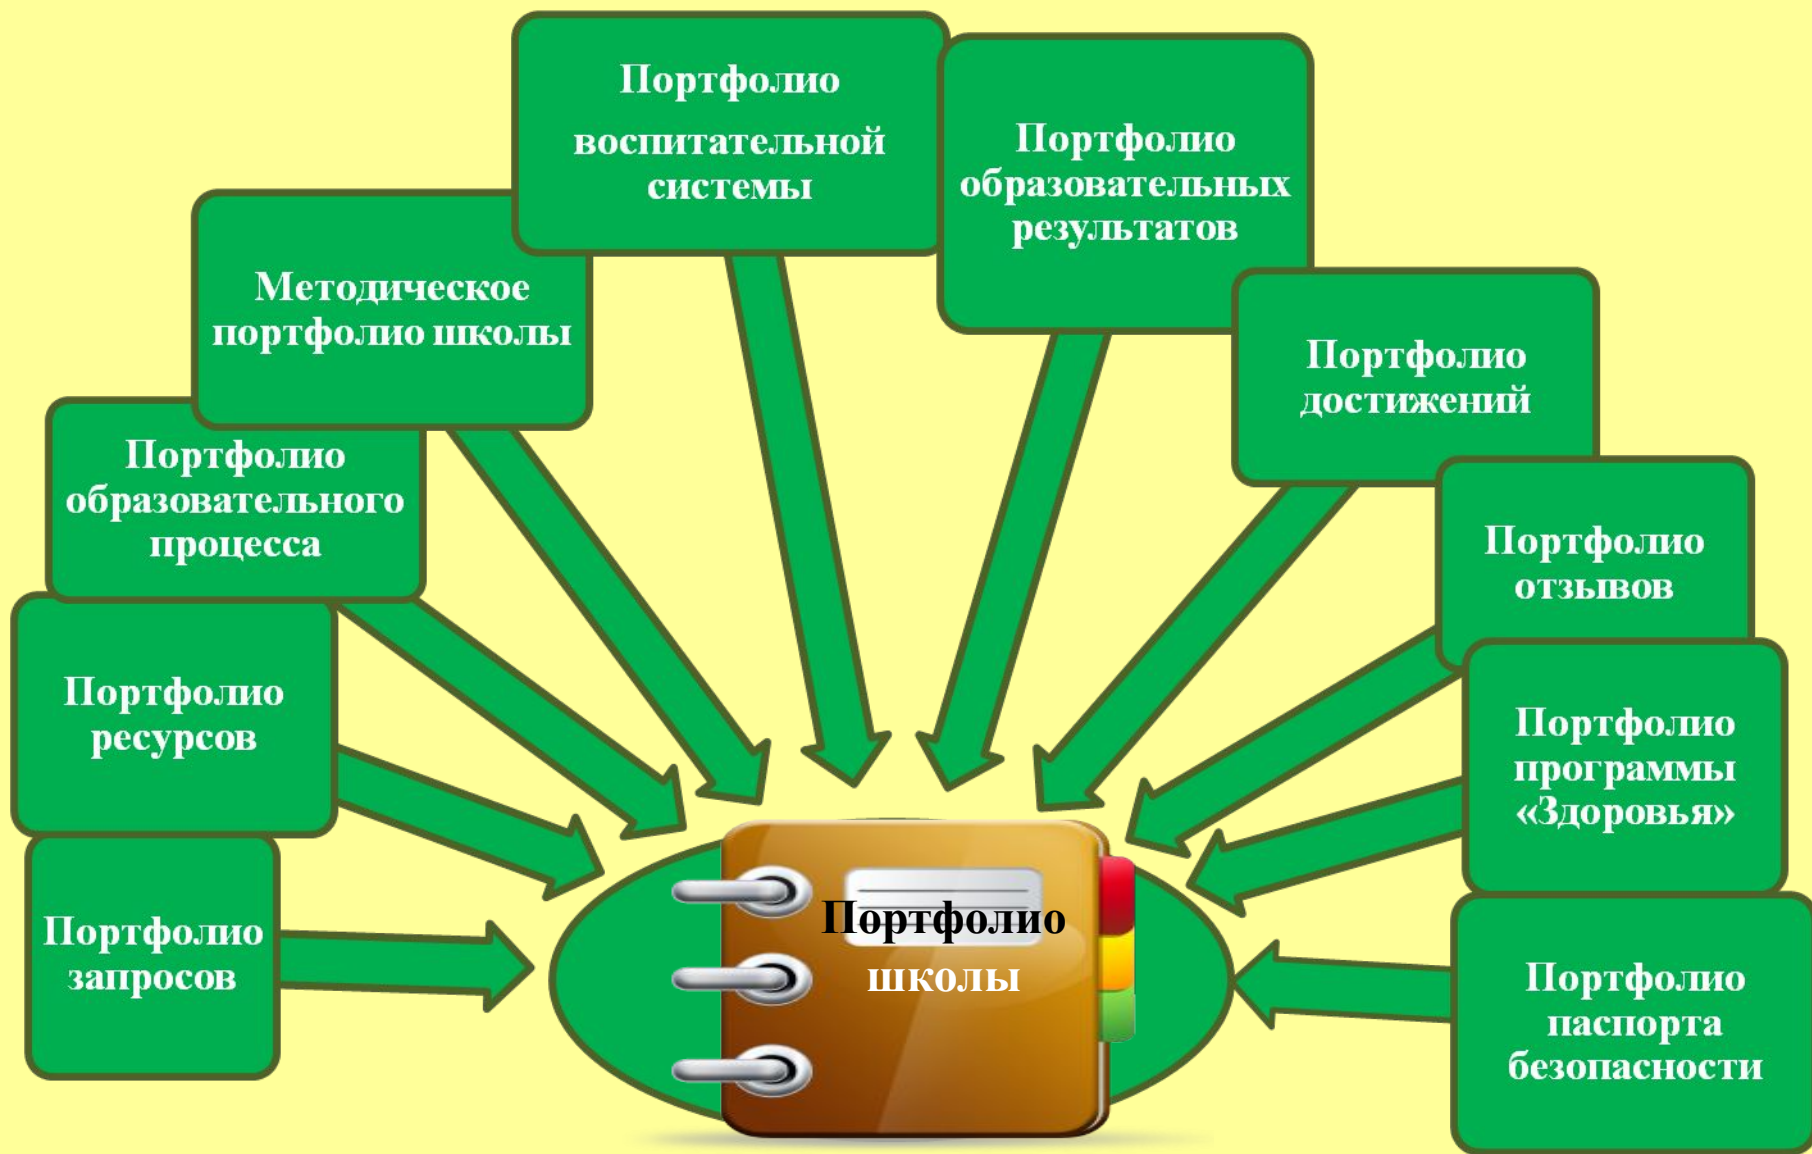 Портфолио
воспитательной
системы
Портфолио
образовательных
результатов
Методическое
портфолио школы
Портфолио
достижений
Портфолио
образовательного
процесса
Портфолио
отзывов
Портфолио
ресурсов
Портфолио
программы
«Здоровья»
Портфолио
запросов
Портфолио
школы
Портфолио
паспорта
безопасности